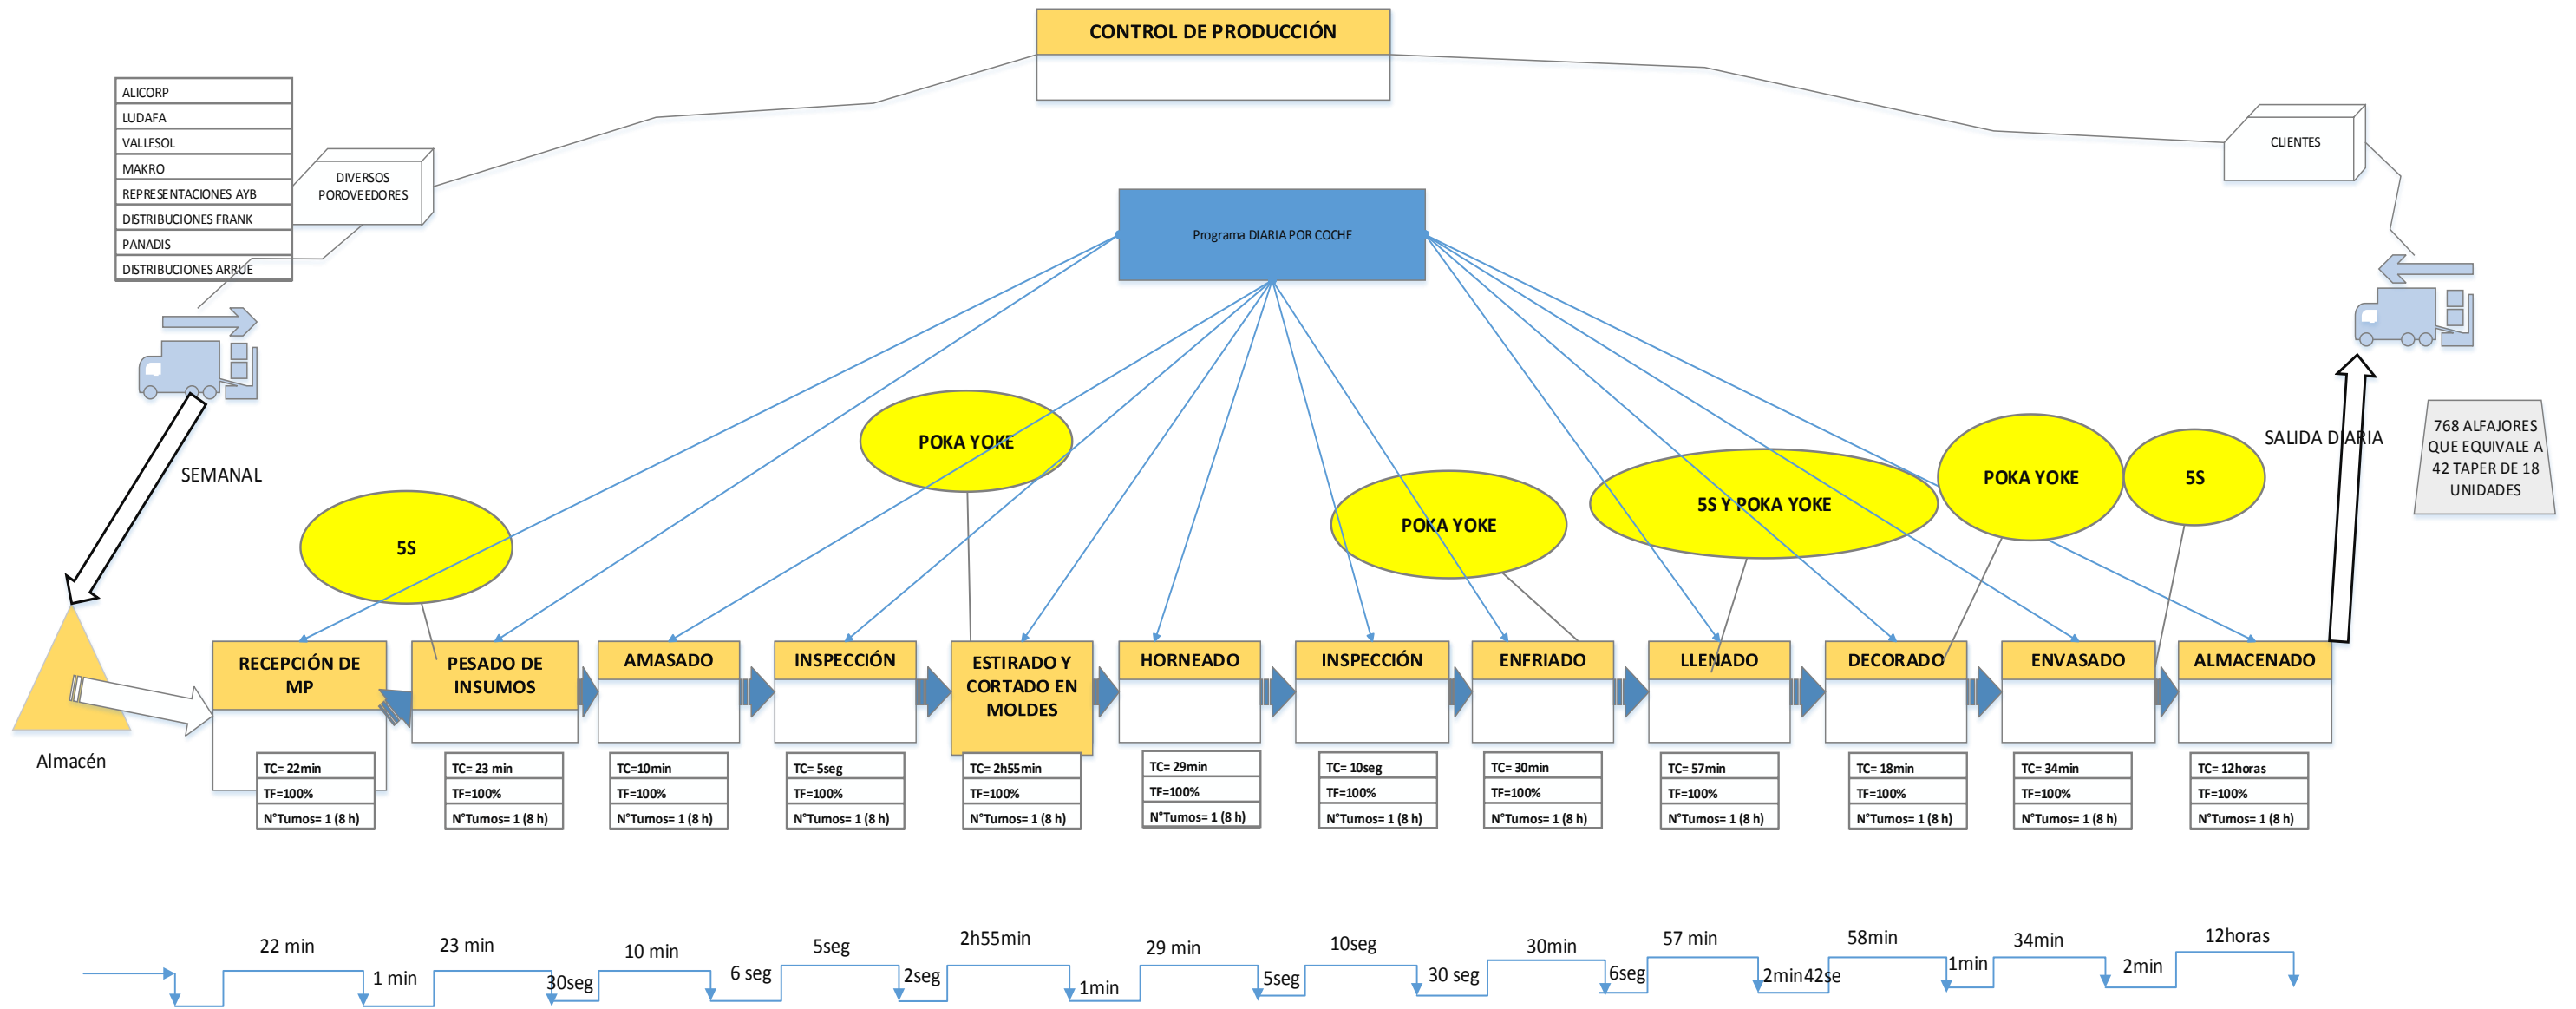 CONTROL DE PRODUCCIÓN
ALICORP
LUDAFA
VALLESOL
MAKRO
REPRESENTACIONES AYB
DISTRIBUCIONES FRANK
PANADIS
DISTRIBUCIONES ARRUE
DIVERSOS
POROVEEDORES
CLIENTES
Programa DIARIA POR COCHE
SEMANAL
SALIDA DIARIA
768 ALFAJORES
QUE EQUIVALE A
42 TAPER DE 18
UNIDADES
5S
POKA YOKE
POKA YOKE
5S Y POKA YOKE
POKA YOKE
5S
Almacén
RECEPCIÓN DE
MP
TC= 22min
TF=100%
N°Turnos= 1 (8 h)
PESADO DE
INSUMOS
TC= 23 min
TF=100%
N°Turnos= 1 (8 h)
AMASADO
TC=10min
TF=100%
N°Turnos= 1 (8 h)
INSPECCIÓN
TC= 5seg
TF=100%
N°Turnos= 1 (8 h)
ESTIRADO Y
CORTADO EN
MOLDES
TC= 2h55min
TF=100%
N°Turnos= 1 (8 h)
HORNEADO
TC= 29min
TF=100%
N°Turnos= 1 (8 h)
INSPECCIÓN
TC= 10seg
TF=100%
N°Turnos= 1 (8 h)
ENFRIADO
TC= 30min
TF=100%
N°Turnos= 1 (8 h)
LLENADO
TC= 57min
TF=100%
N°Turnos= 1 (8 h)
DECORADO
TC= 18min
TF=100%
N°Turnos= 1 (8 h)
ENVASADO
TC= 34min
TF=100%
N°Turnos= 1 (8 h)
ALMACENADO
TC= 12horas
TF=100%
N°Turnos= 1 (8 h)
22 min
1 min
23 min
30seg
10 min
6 seg
5seg
2seg
2h55min
1min
29 min
5seg
10seg
30 seg
30min
6seg
57 min
2min42se
58min
1min
34min
2min
12horas